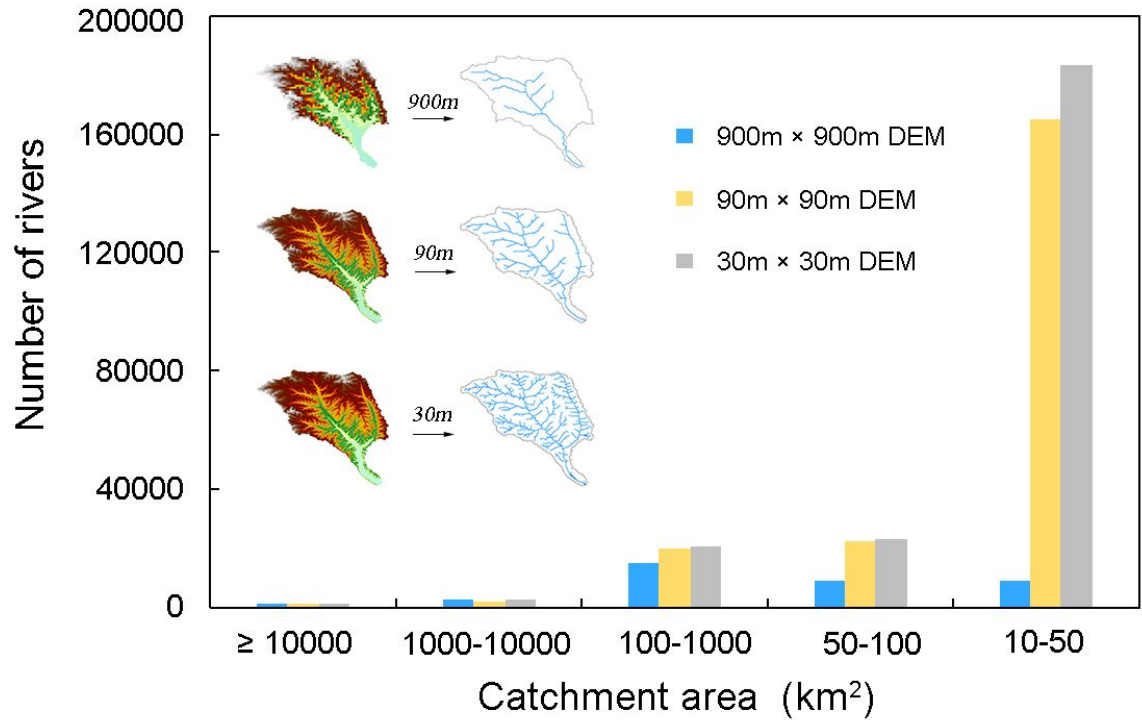 Number of rivers
200000
160000
120000
80000
40000
0
900m
90m
30m
900m × 900m DEM
90m × 90m DEM
30m × 30m DEM
≥ 10000
1000-10000
100-1000
50-100
10-50
Catchment area (km²)